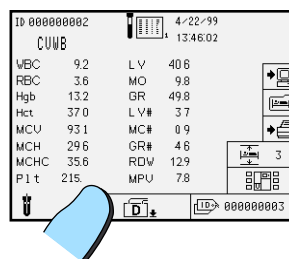 ID 000000002
4/22/99
1 13:46:02
CUWB
WBC 9.2 LY 40.6
RBC 3.6 MO 9.8
Hgb 13.2 GR 49.8
Hct 37.0 LY# 3.7
MCV 93.1 MC# 0.9
MCH 29.6 GR# 4.6
MCHC 35.6 RDW 12.9
Plt 215. MPV 7.8
3
D
ID 000000003